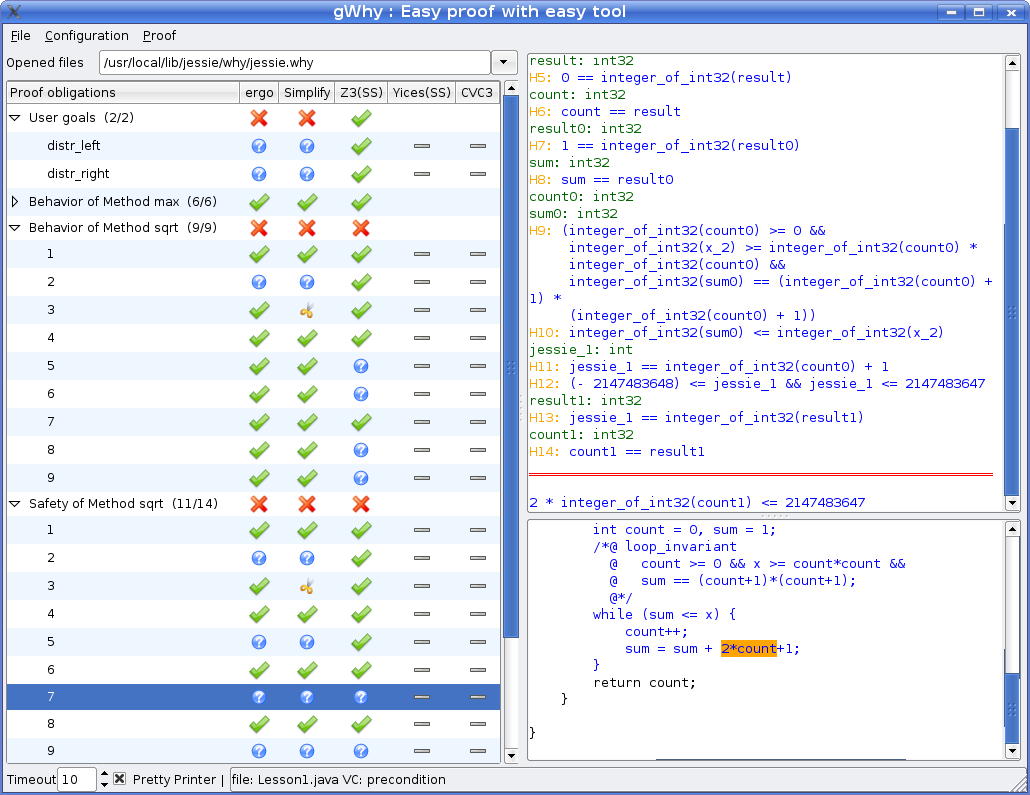 gWhy : Easy proof with easy tool
File Configuration Proof
Opened files /usr/local/lib/jessie/why/jessie.why
Proof obligations ergo Simplify Z3(SS) Yices(SS) CVC3
User goals (2/2)
distr_left
distr_right
Behavior of Method max (6/6)
Behavior of Method sqrt (9/9)
1
2
3
4
5
6
7
8
9
Safety of Method sqrt (11/14)
1
2
3
4
5
6
7
8
9
result: int32
H5: 0 == integer_of_int32(result)
count: int32
H6: count == result
result0: int32
H7: 1 == integer_of_int32(result0)
sum: int32
H8: sum == result0
count0: int32
sum0: int32
H9: (integer_of_int32(count0) >= 0 &&
integer_of_int32(x_2) >= integer_of_int32(count0) *
integer_of_int32(count0) &&
integer_of_int32(sum0) == (integer_of_int32(count0) +
1) *
(integer_of_int32(count0) + 1))
H10: integer_of_int32(sum0) <= integer_of_int32(x_2)
jessie_1: int
H11: jessie_1 == integer_of_int32(count0) + 1
H12: (- 2147483648) <= jessie_1 && jessie_1 <= 2147483647
result1: int32
H13: jessie_1 == integer_of_int32(result1)
count1: int32
H14: count1 == result1
2 * integer_of_int32(count1) <= 2147483647
int count = 0, sum = 1;
/*@ loop_invariant
@ count >= 0 && x >= count*count &&
@ sum == (count+1)*(count+1);
@*/
while (sum <= x) {
count++;
sum = sum + 2*count+1;
}
return count;
}
}
Timeout 10 Pretty Printer | file: Lesson1.java VC: precondition